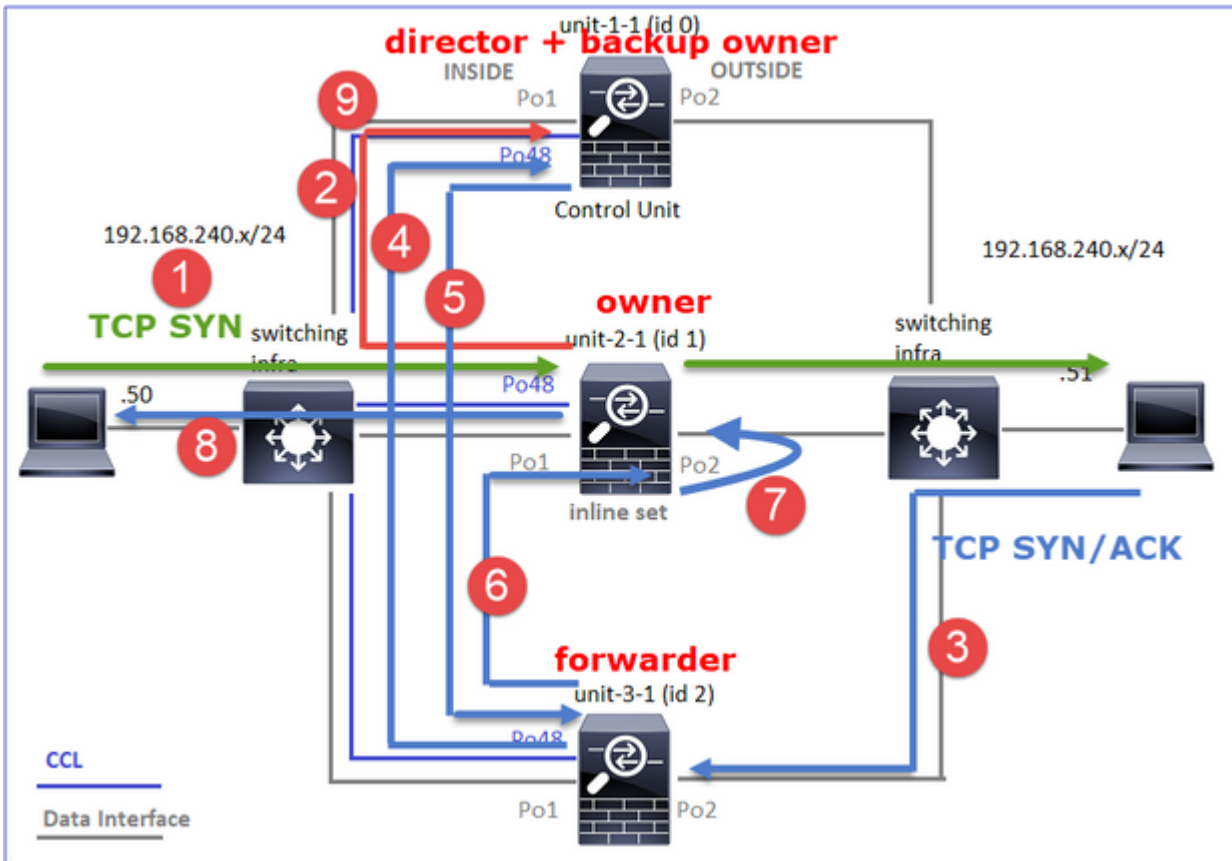 unit-1-1 (id 0)
director + backup owner
INSIDE
OUTSIDE
9
Po1
Po2
Po48
2
4
Control Unit
192.168.240.x/24
192.168.240.x/24
1
5
TCP SYN
owner
switching
infra
unit-2-1 (id 1)
switching
infra
Po48
.50
.51
8
Po1
Po2
7
inline set
TCP SYN/ACK
6
forwarder
3
unit-3-1 (id 2)
Po48
CCL
Po1
Po2
Data Interface